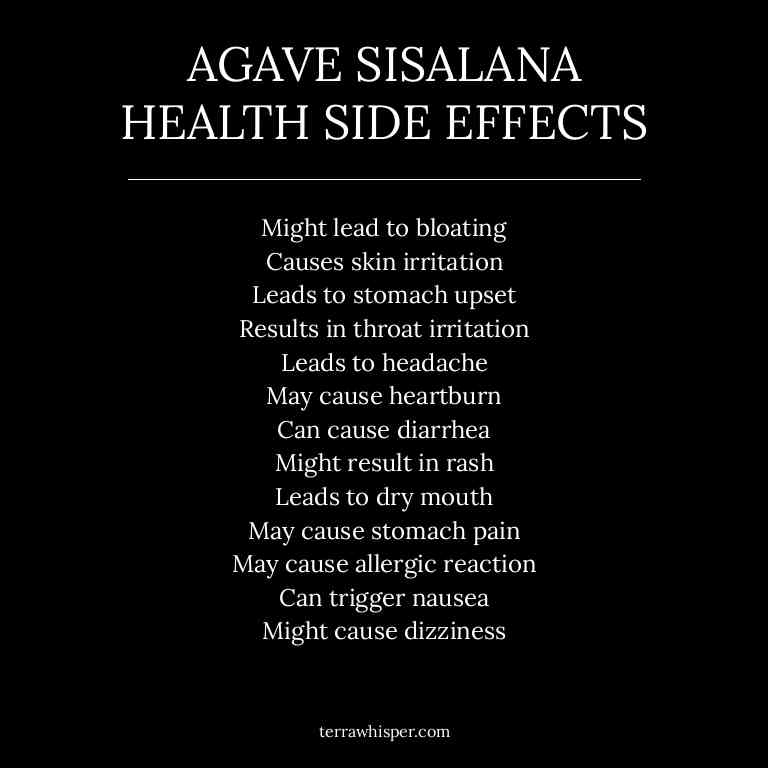 AGAVE SISALANA
HEALTH SIDE EFFECTS
Might lead to bloating
Causes skin irritation
Leads to stomach upset
Results in throat irritation
Leads to headache
May cause heartburn
Can cause diarrhea
Might result in rash
Leads to dry mouth
May cause stomach pain
May cause allergic reaction
Can trigger nausea
Might cause dizziness
terrawhisper.com